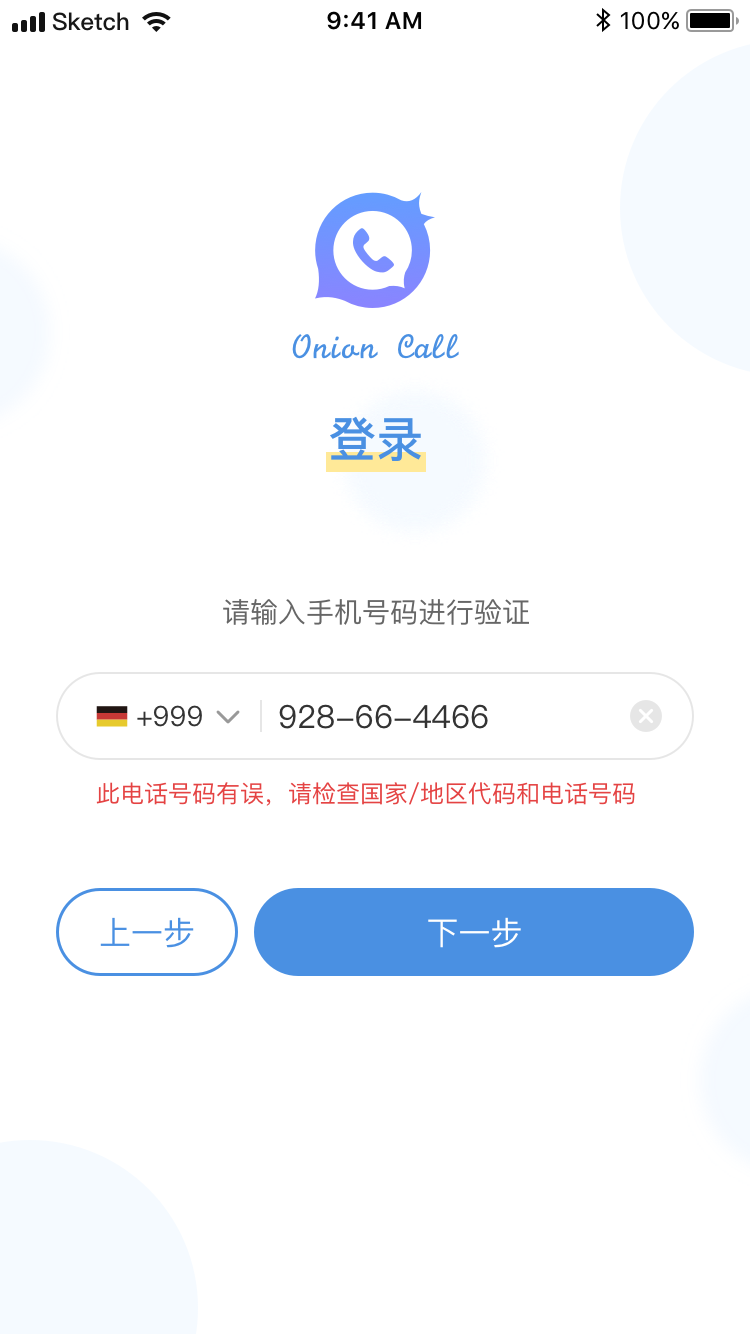 Sketch 9:41 AM 100%
Onion Call
登录
请输入手机号码进行验证
+999 928-66-4466
此电话号码有误，请检查国家/地区代码和电话号码
上一步 下一步